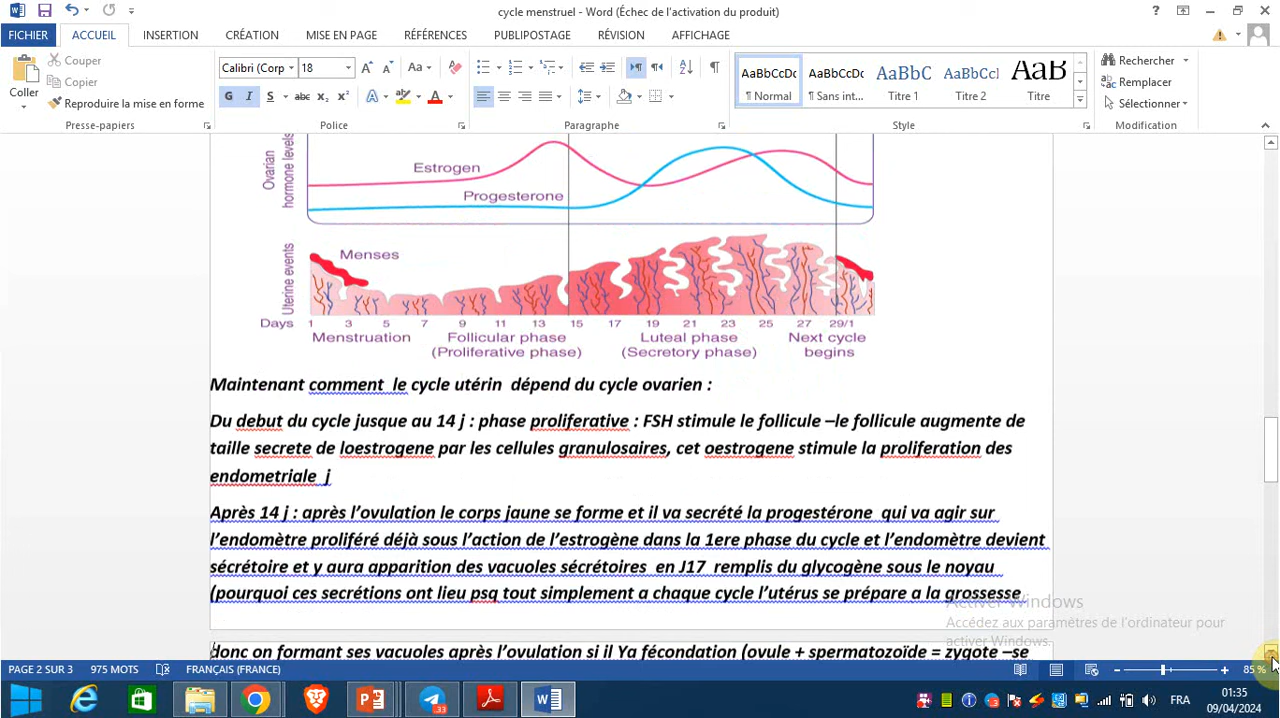 cycle menstruel - Word (Échec de l'activation du produit)
FICHIER ACCUEIL INSERTION CRÉATION MISE EN PAGE RÉFÉRENCES PUBLIPOSTAGE RÉVISION AFFICHAGE
Coller
Couper
Copier
Reproduire la mise en forme
Presse-papiers
Calibri (Corp 18
G I S abc x₂ x²
Police
Paragraphe
AaBbCcDc AaBbCcDc AaBbC AaBbCcI AaB
¶ Normal ¶ Sans int... Titre 1 Titre 2 Titre
Style
Rechercher
Remplacer
Sélectionner
Modification
Ovarian hormone levels
Estrogen
Progesterone
Uterine events
Menses
Days 1 3 5 7 9 11 13 15 17 19 21 23 25 27 29/1
Menstruation Follicular phase Luteal phase Next cycle
(Proliferative phase) (Secretory phase) begins
Maintenant comment le cycle utérin dépend du cycle ovarien :
Du debut du cycle jusque au 14 j : phase proliferative : FSH stimule le follicule –le follicule augmente de
taille secrete de loestrogene par les cellules granulosaires, cet oestrogene stimule la proliferation des
endometriale j
Après 14 j : après l’ovulation le corps jaune se forme et il va secrété la progestérone qui va agir sur
l’endomètre proliféré déjà sous l’action de l’estrogène dans la 1ere phase du cycle et l’endomètre devient
sécrétoire et y aura apparition des vacuoles sécrétoires en J17 remplis du glycogène sous le noyau
(pourquoi ces secrétions ont lieu psq tout simplement a chaque cycle l’utérus se prépare a la grossesse
Activer Windows
Accédez aux paramètres de l'ordinateur pour
activer Windows.
donc on formant ses vacuoles après l’ovulation si il Ya fécondation (ovule + spermatozoïde = zygote –se
PAGE 2 SUR 3 975 MOTS FRANÇAIS (FRANCE) 85 %
33
FRA
01:35
09/04/2024